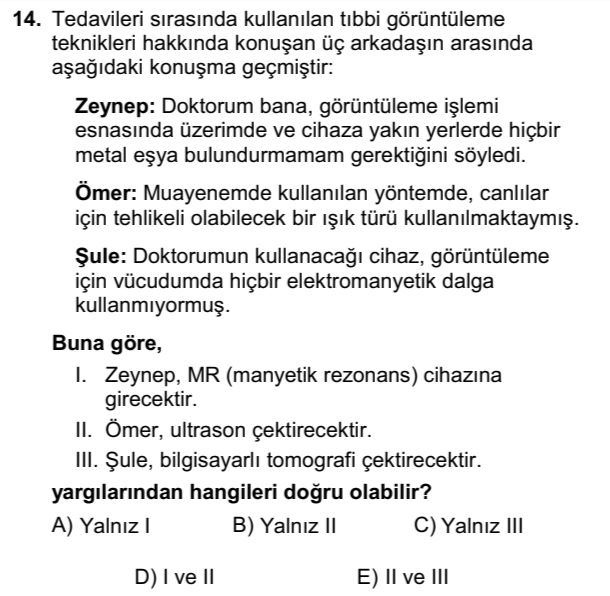 14. Tedavileri sırasında kullanılan tıbbi görüntüleme
teknikleri hakkında konuşan üç arkadaşın arasında
aşağıdaki konuşma geçmiştir:
Zeynep: Doktorum bana, görüntüleme işlemi
esnasında üzerimde ve cihaza yakın yerlerde hiçbir
metal eşya bulundurmamam gerektiğini söyledi.
Ömer: Muayenemde kullanılan yöntemde, canlılar
için tehlikeli olabilecek bir ışık türü kullanılmaktaymış.
Şule: Doktorumun kullanacağı cihaz, görüntüleme
için vücudumda hiçbir elektromanyetik dalga
kullanmıyormuş.
Buna göre,
I. Zeynep, MR (manyetik rezonans) cihazına
girecektir.
II. Ömer, ultrason çektirecektir.
III. Şule, bilgisayarlı tomografi çektirecektir.
yargılarından hangileri doğru olabilir?
A) Yalnız I B) Yalnız II C) Yalnız III
D) I ve II E) II ve III